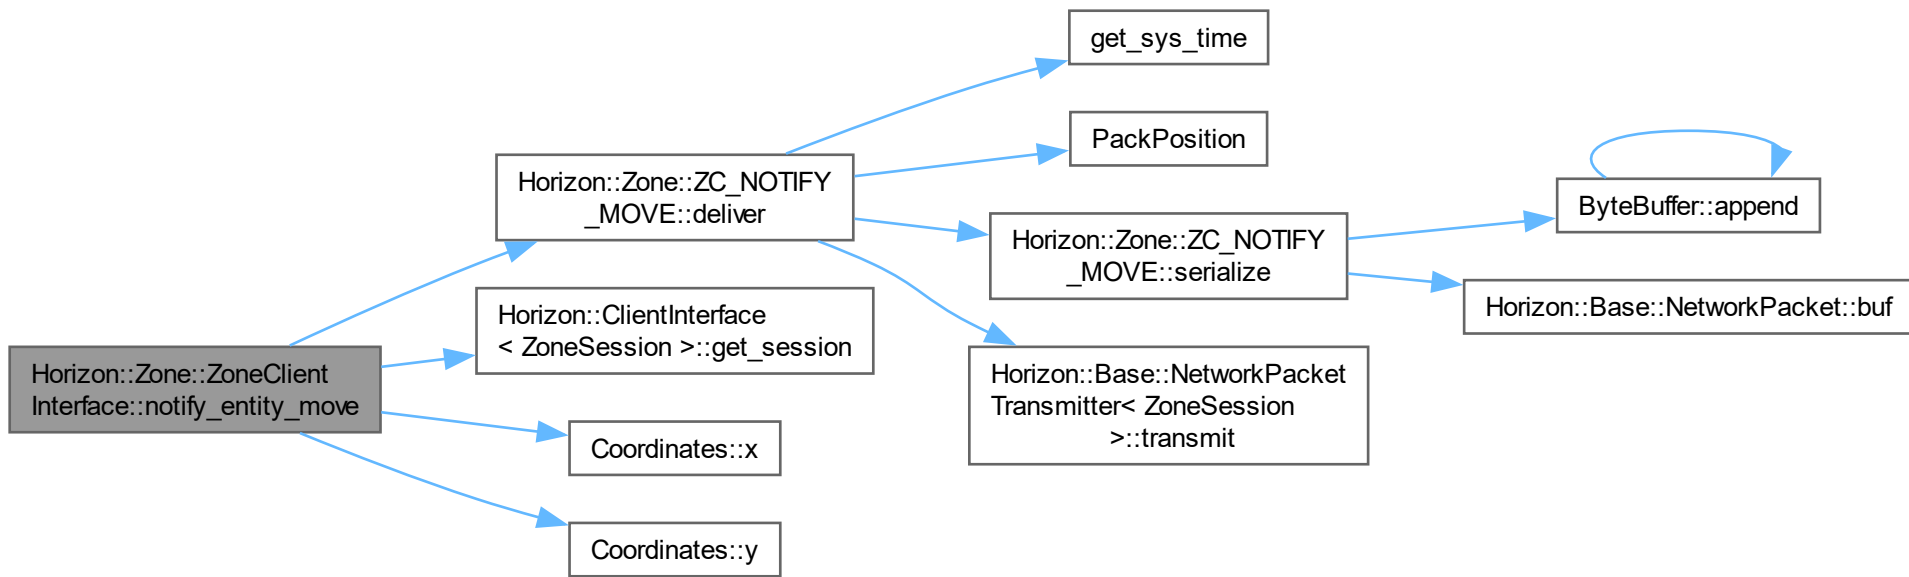 Horizon::Zone::ZoneClient
Interface::notify_entity_move
Horizon::Zone::ZC_NOTIFY
_MOVE::deliver
Horizon::ClientInterface
< ZoneSession >::get_session
Coordinates::x
Coordinates::y
get_sys_time
PackPosition
Horizon::Zone::ZC_NOTIFY
_MOVE::serialize
Horizon::Base::NetworkPacket
Transmitter< ZoneSession
>::transmit
ByteBuffer::append
Horizon::Base::NetworkPacket::buf